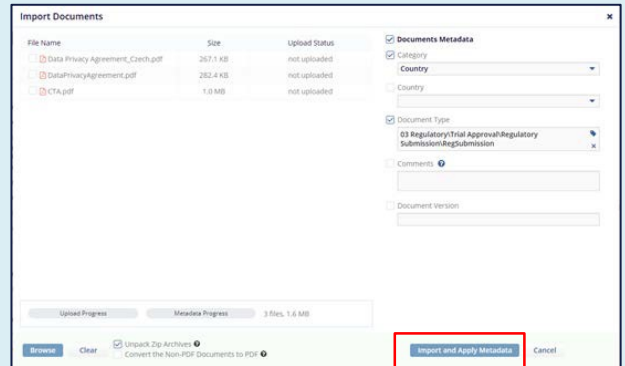 Import Documents
File Name Size Upload Status
Data Privacy Agreement_Czech.pdf 267.1 KB not uploaded
DataPrivacyAgreement.pdf 282.4 KB not uploaded
CTA.pdf 1.0 MB not uploaded
Documents Metadata
Category
Country
Country
Document Type
03 Regulatory\Trial Approval\Regulatory
Submission\RegSubmission
Comments
Document Version
Upload Progress Metadata Progress 3 files, 1.6 MB
Browse Clear Unpack Zip Archives
Convert the Non-PDF Documents to PDF
Import and Apply Metadata Cancel